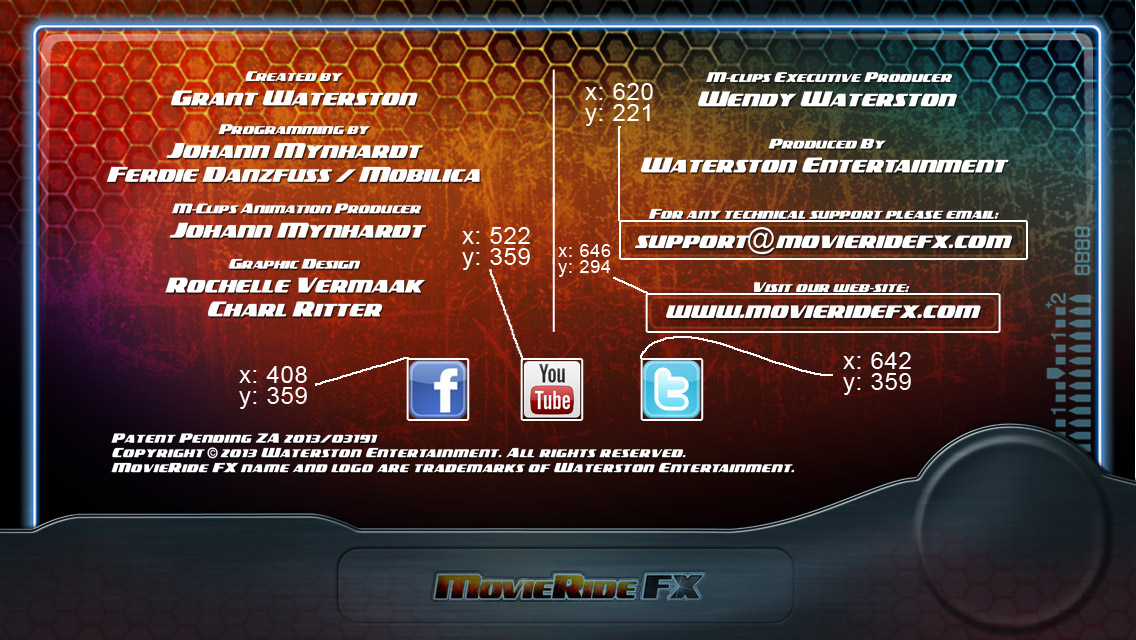 Created by
Grant Waterston
Programming by
Johann Mynhardt
Ferdie Danzfuss / Mobilica
M-Clips Animation Producer
Johann Mynhardt
Graphic Design
Rochelle Vermaak
Charl Ritter
M-clips Executive Producer
Wendy Waterston
Produced By
Waterston Entertainment
For any technical support please email:
support@movieridefx.com
Visit our web-site:
www.movieridefx.com
x: 620
y: 221
x: 522
y: 359
x: 646
y: 294
x: 408
y: 359
x: 642
y: 359
f
You
Tube
t
8888
+2
1
1
Patent Pending ZA 2013/03191
Copyright © 2013 Waterston Entertainment. All rights reserved.
MovieRide FX name and logo are trademarks of Waterston Entertainment.
MovieRide FX